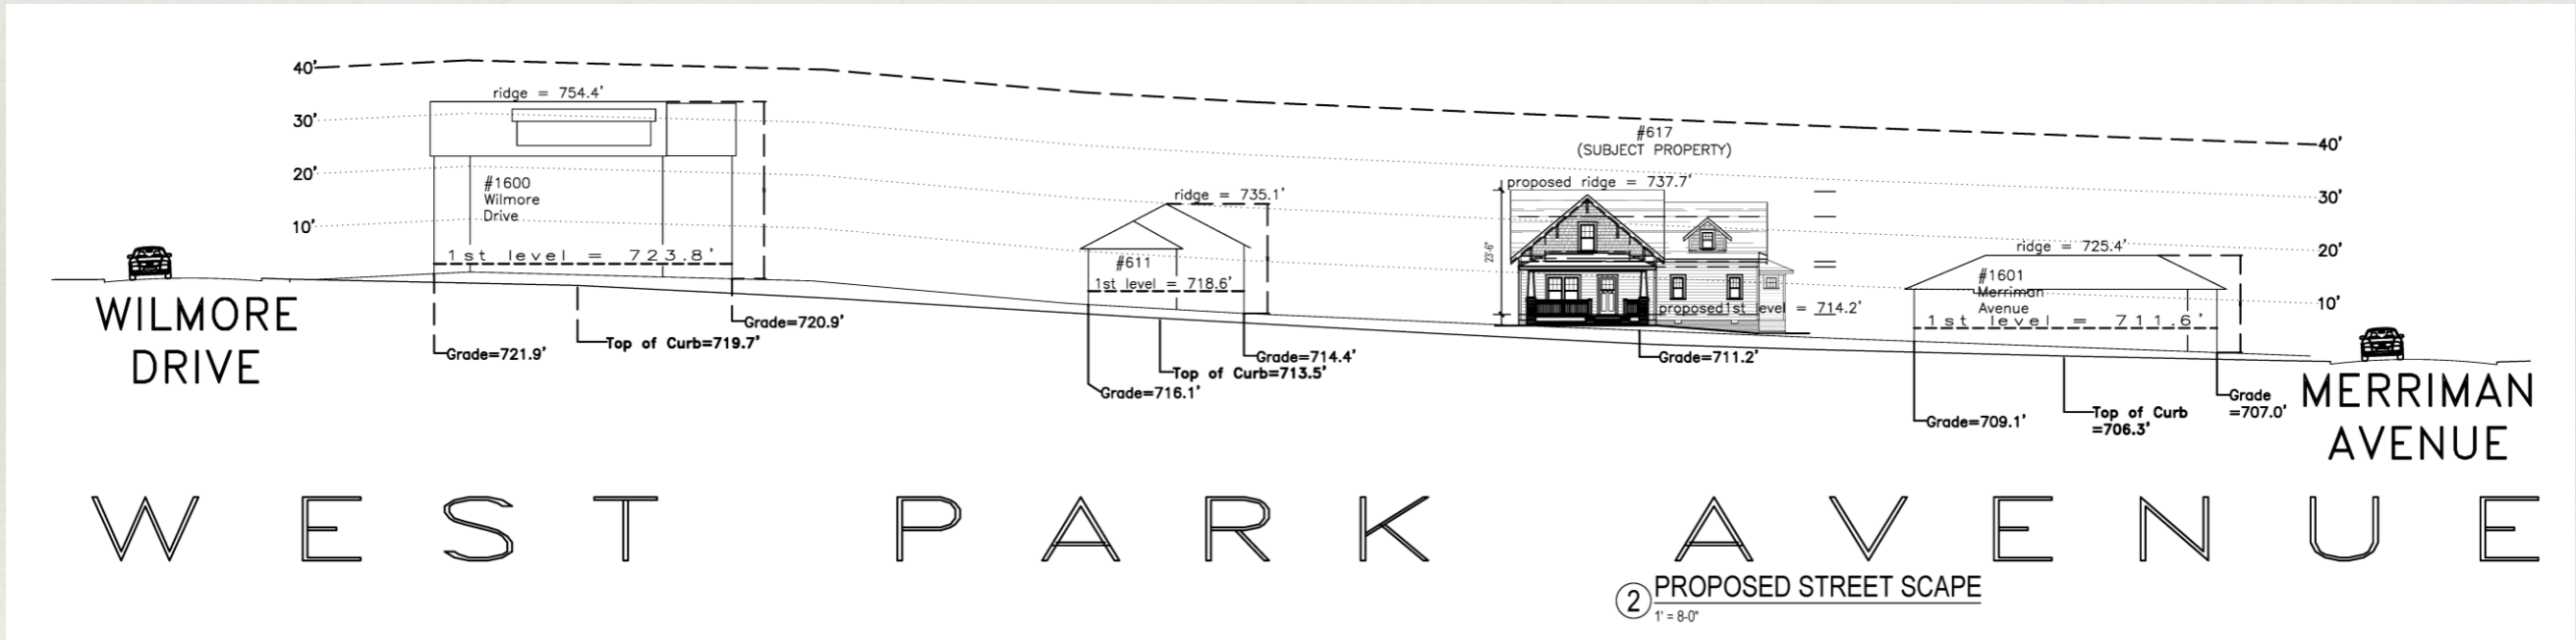 40'
ridge = 754.4'
30'
20'
10'
#1600
Wilmore
Drive
1st level = 723.8'
WILMORE
DRIVE
Grade=721.9'
Top of Curb=719.7'
Grade=720.9'
ridge = 735.1'
#611
1st level = 718.6'
Grade=714.4'
Top of Curb=713.5'
Grade=716.1'
#617
(SUBJECT PROPERTY)
proposed ridge = 737.7'
23'-6"
proposed1st level = 714.2'
Grade=711.2'
ridge = 725.4'
#1601
Merriman
Avenue
1st level = 711.6'
Grade=709.1'
Top of Curb
=706.3'
Grade
=707.0'
40'
30'
20'
10'
MERRIMAN
AVENUE
WEST PARK AVENUE
2 PROPOSED STREET SCAPE
1' = 8-0"